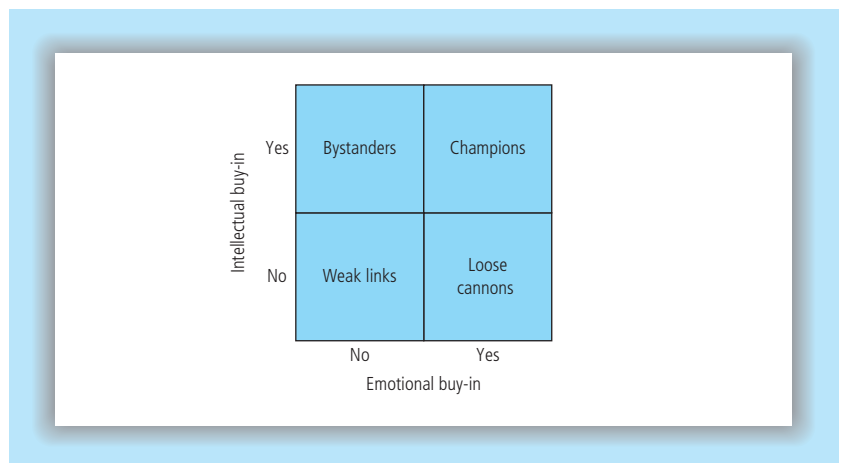 Intellectual buy-in
Yes
Bystanders
Champions
No
Weak links
Loose
cannons
No
Yes
Emotional buy-in